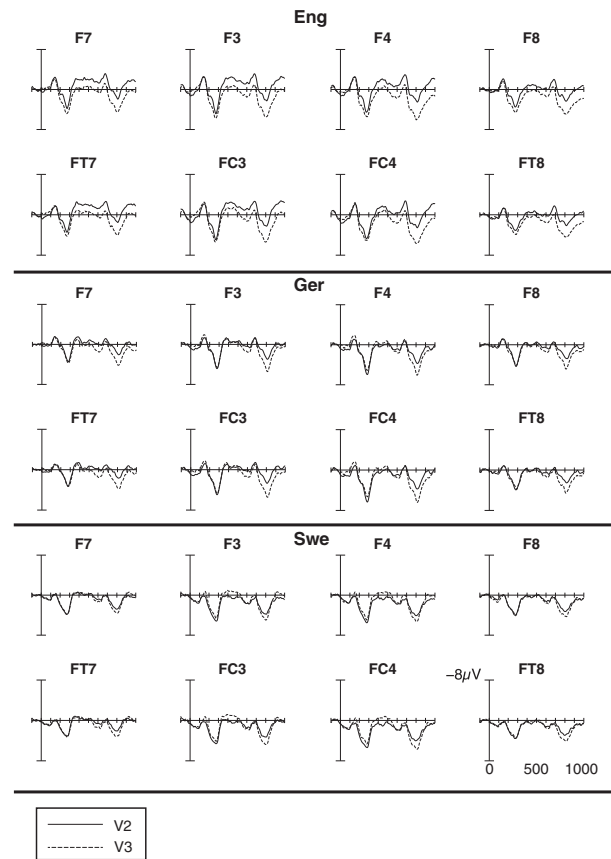 Eng
F7 F3 F4 F8
FT7 FC3 FC4 FT8
Ger
F7 F3 F4 F8
FT7 FC3 FC4 FT8
Swe
F7 F3 F4 F8
FT7 FC3 FC4 FT8
−8μV
0 500 1000
V2
V3